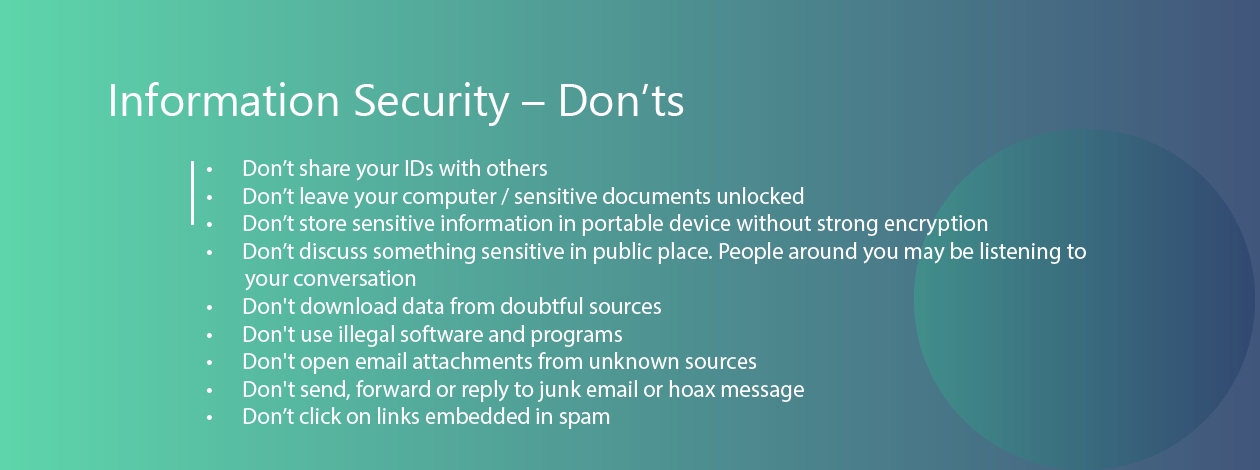 Information Security – Don’ts
• Don’t share your IDs with others
• Don’t leave your computer / sensitive documents unlocked
• Don’t store sensitive information in portable device without strong encryption
• Don’t discuss something sensitive in public place. People around you may be listening to
your conversation
• Don't download data from doubtful sources
• Don't use illegal software and programs
• Don't open email attachments from unknown sources
• Don't send, forward or reply to junk email or hoax message
• Don’t click on links embedded in spam